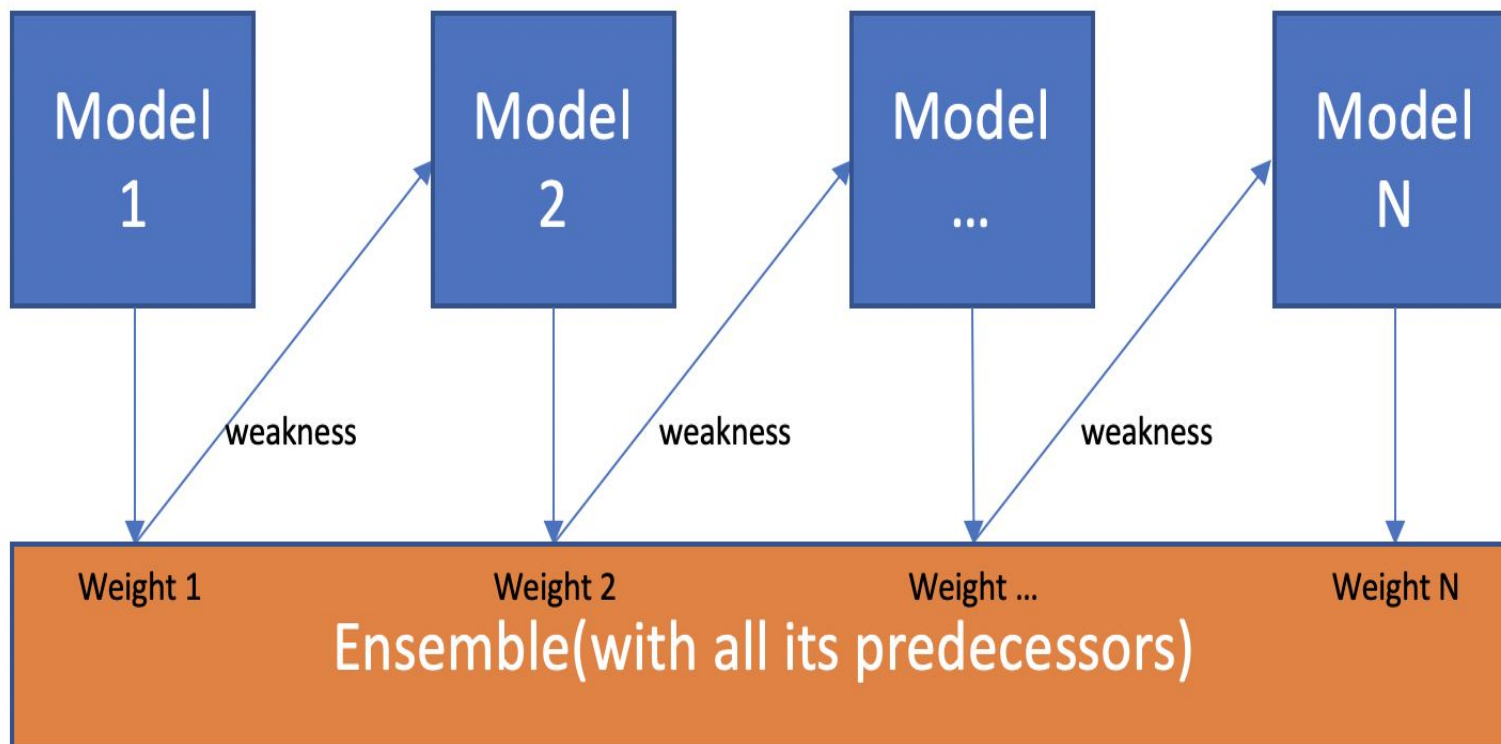 Model
1
Model
2
Model
...
Model
N
weakness
weakness
weakness
Weight 1
Weight 2
Weight ...
Weight N
Ensemble(with all its predecessors)